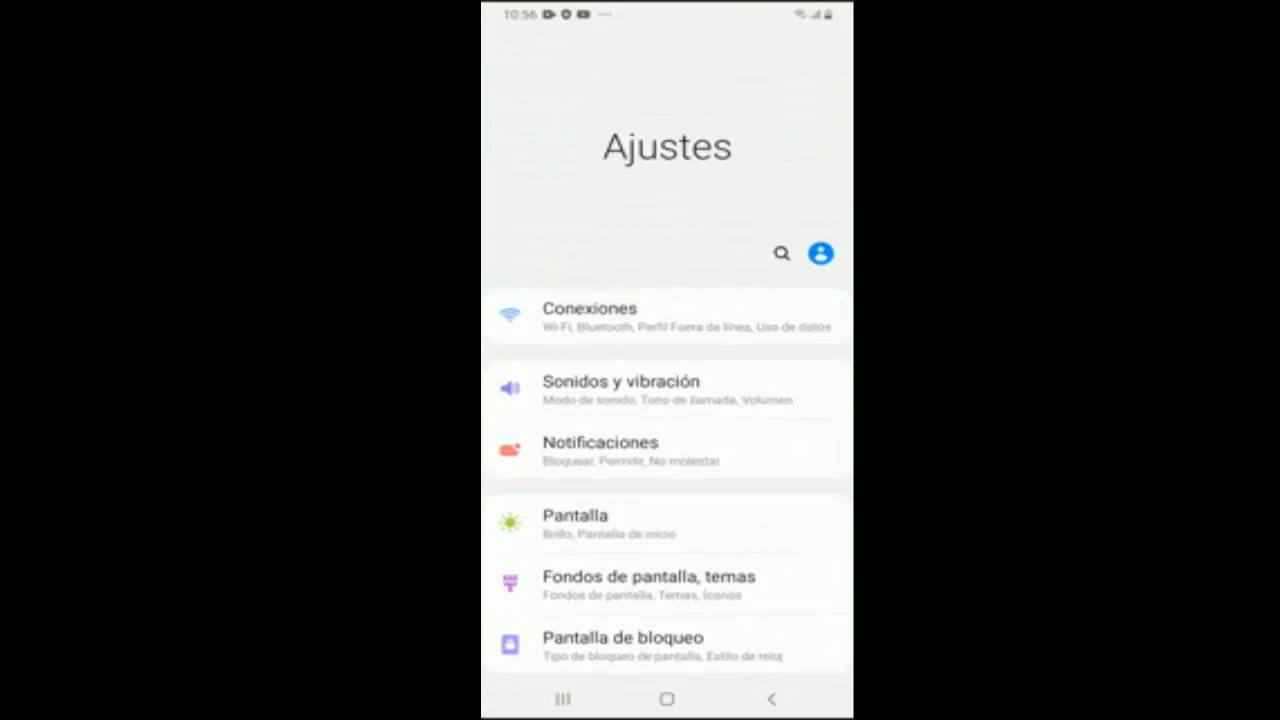 10:56
Ajustes
Conexiones
Wi-Fi, Bluetooth, Perfil Fuera de línea, Uso de datos
Sonidos y vibración
Modo de sonido, Tono de llamada, Volumen
Notificaciones
Bloquear, Permitir, No molestar
Pantalla
Brillo, Pantalla de inicio
Fondos de pantalla, temas
Fondos de pantalla, Temas, Íconos
Pantalla de bloqueo
Tipo de bloqueo de pantalla, Estilo de reloj